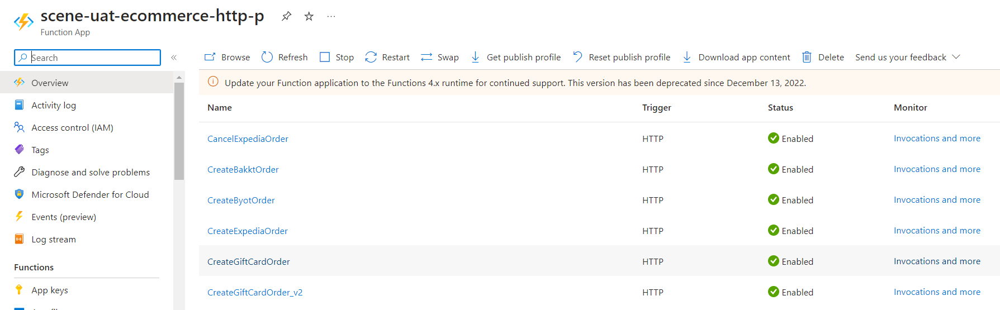 scene-uat-ecommerce-http-p
Function App
Search
Browse Refresh Stop Restart Swap Get publish profile Reset publish profile Download app content Delete Send us your feedback
Overview
Activity log
Access control (IAM)
Tags
Diagnose and solve problems
Microsoft Defender for Cloud
Events (preview)
Log stream
Functions
App keys
Update your Function application to the Functions 4.x runtime for continued support. This version has been deprecated since December 13, 2022.
Name Trigger Status Monitor
CancelExpediaOrder HTTP Enabled Invocations and more
CreateBakktOrder HTTP Enabled Invocations and more
CreateByotOrder HTTP Enabled Invocations and more
CreateExpediaOrder HTTP Enabled Invocations and more
CreateGiftCardOrder HTTP Enabled Invocations and more
CreateGiftCardOrder_v2 HTTP Enabled Invocations and more